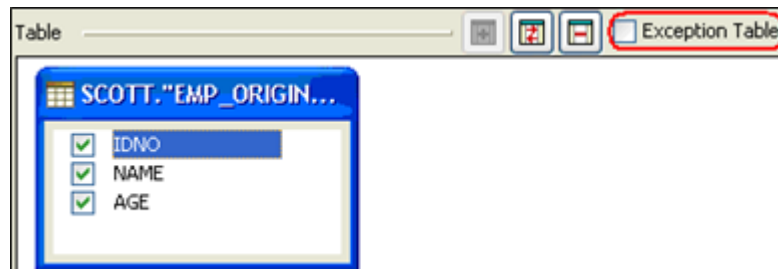 Table Exception Table
SCOTT."EMP_ORIGIN...
IDNO
NAME
AGE